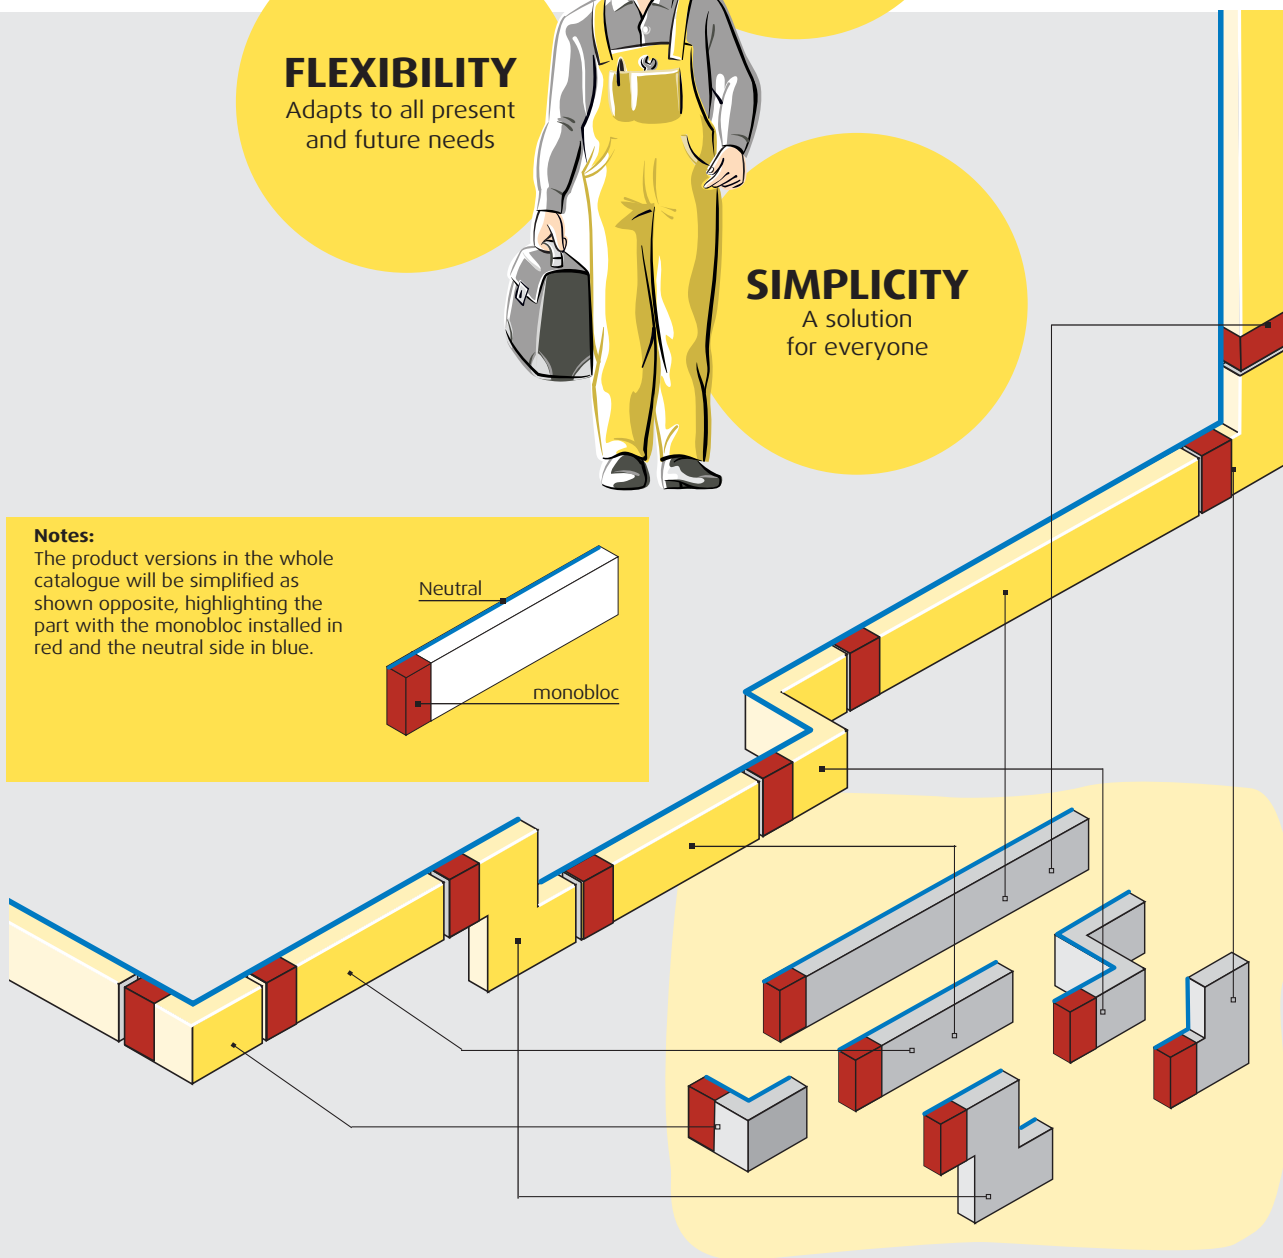 FLEXIBILITY
Adapts to all present
and future needs
SIMPLICITY
A solution
for everyone
Notes:
The product versions in the whole
catalogue will be simplified as
shown opposite, highlighting the
part with the monobloc installed in
red and the neutral side in blue.
Neutral
monobloc